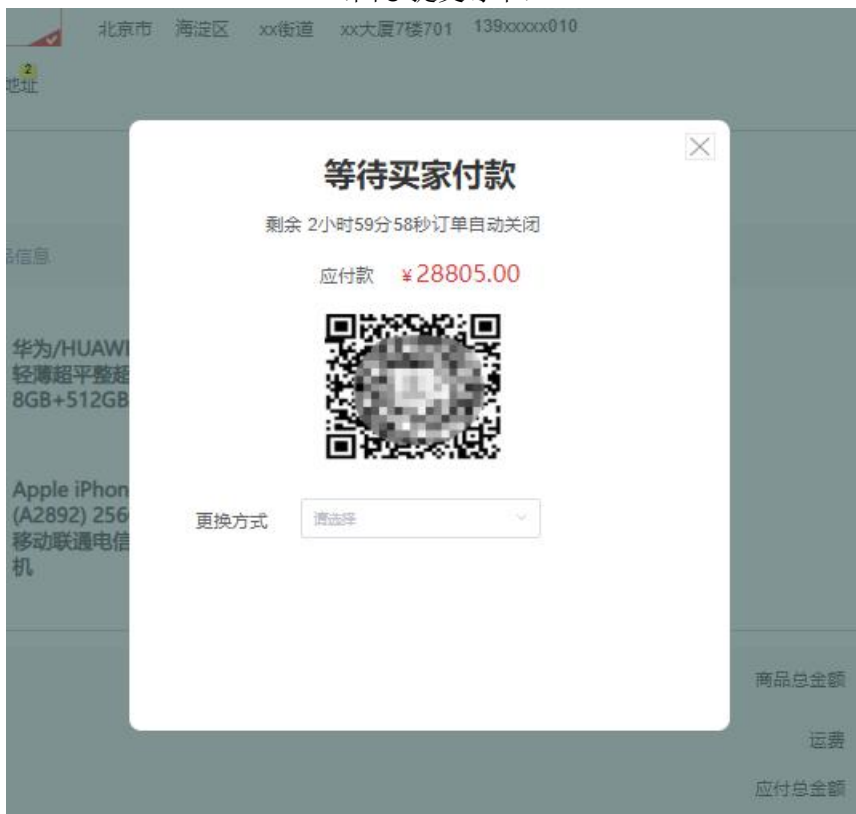 北京市 海淀区 xx街道 xx大厦7楼701 139xxxxx010
地址 2
等待买家付款
剩余 2小时59分58秒订单自动关闭
品信息
应付款 ¥28805.00
华为/HUAWE
轻薄超平整超
8GB+512GB
Apple iPhon
(A2892) 256
移动联通电信
机
更换方式 请选择
商品总金额
运费
应付总金额